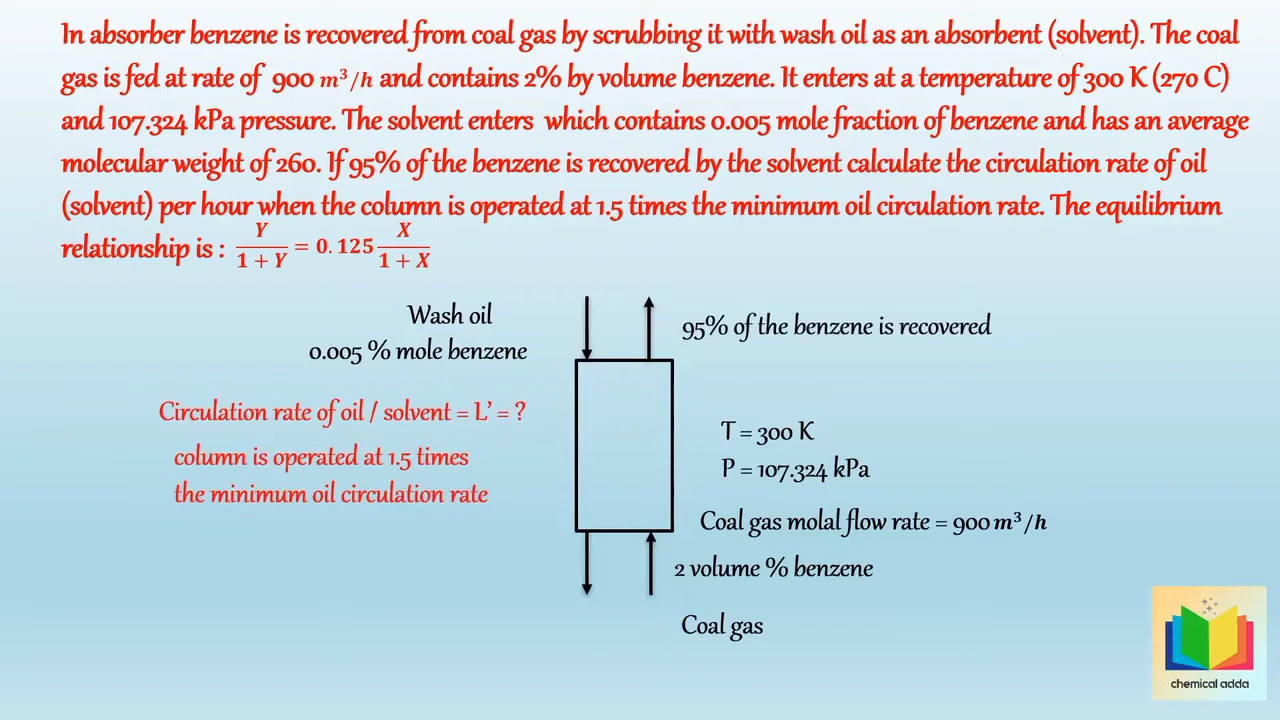 In absorber benzene is recovered from coal gas by scrubbing it with wash oil as an absorbent (solvent). The coal
gas is fed at rate of 900 m³/h and contains 2% by volume benzene. It enters at a temperature of 300 K (270 C)
and 107.324 kPa pressure. The solvent enters which contains 0.005 mole fraction of benzene and has an average
molecular weight of 260. If 95% of the benzene is recovered by the solvent calculate the circulation rate of oil
(solvent) per hour when the column is operated at 1.5 times the minimum oil circulation rate. The equilibrium
relationship is : Y/(1 + Y) = 0.125 X/(1 + X)
Wash oil
0.005 % mole benzene
95% of the benzene is recovered
Circulation rate of oil / solvent = L' = ?
column is operated at 1.5 times
the minimum oil circulation rate
T = 300 K
P = 107.324 kPa
Coal gas molal flow rate = 900 m³/h
2 volume % benzene
Coal gas
chemical adda